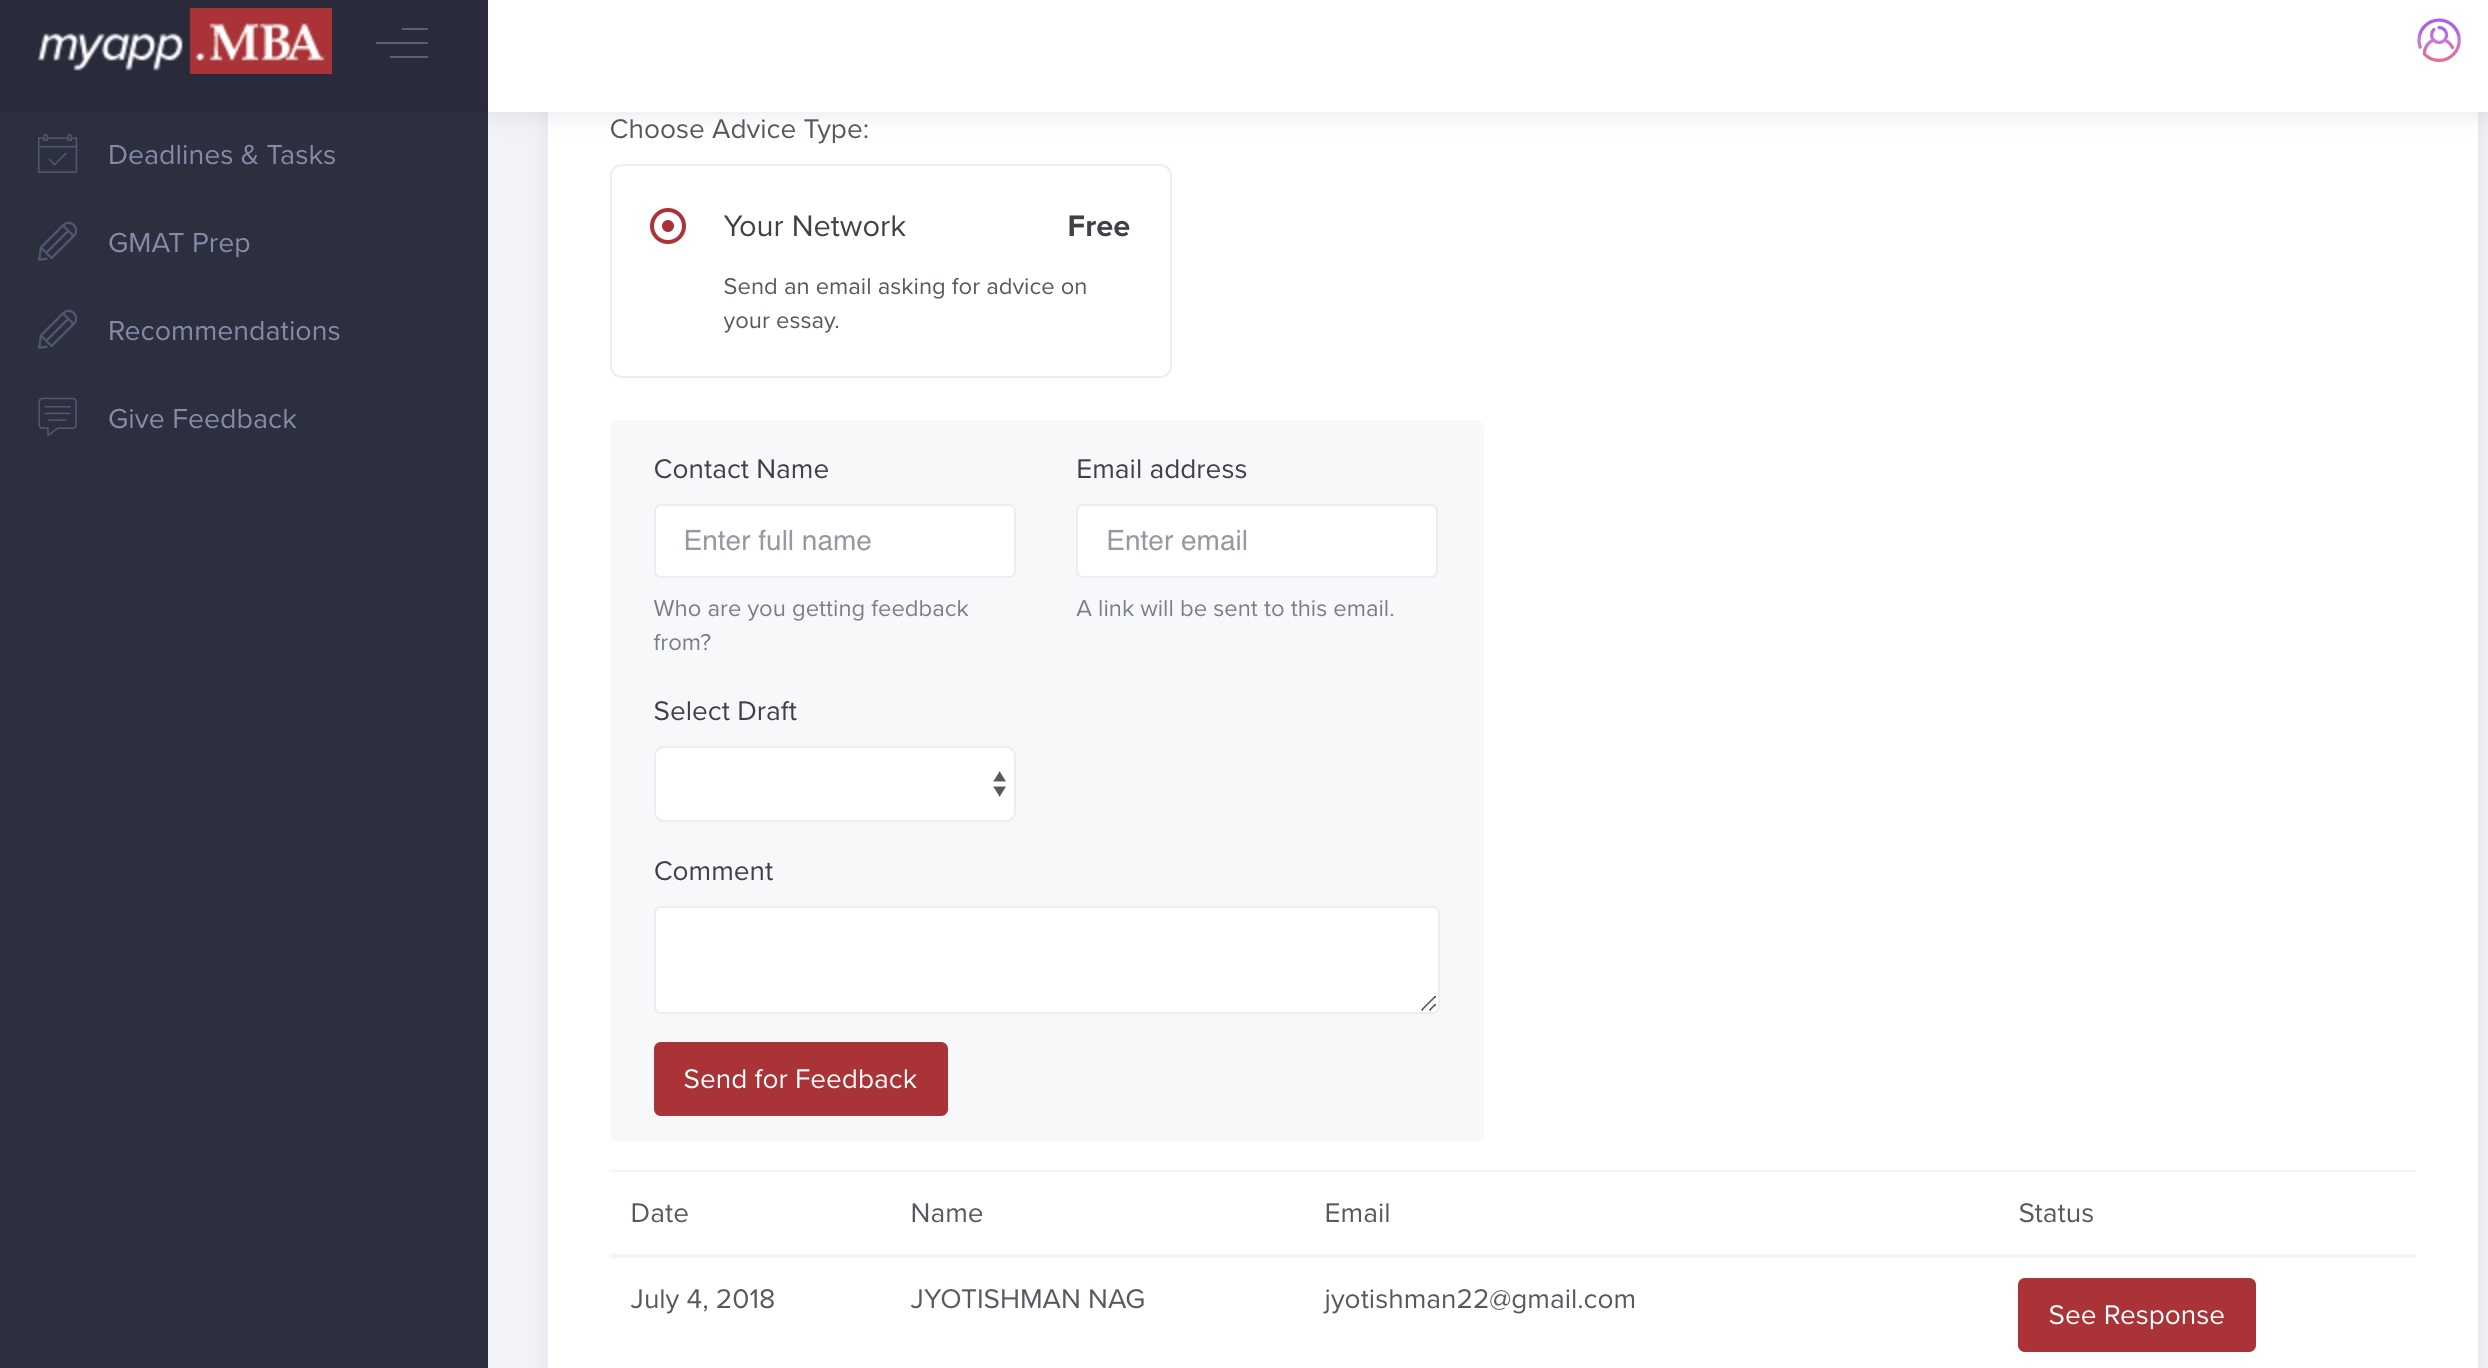 myapp .MBA
Deadlines & Tasks
GMAT Prep
Recommendations
Give Feedback
Choose Advice Type:
Your Network Free
Send an email asking for advice on
your essay.
Contact Name Email address
Enter full name Enter email
Who are you getting feedback A link will be sent to this email.
from?
Select Draft
Comment
Send for Feedback
Date Name Email Status
July 4, 2018 JYOTISHMAN NAG jyotishman22@gmail.com See Response